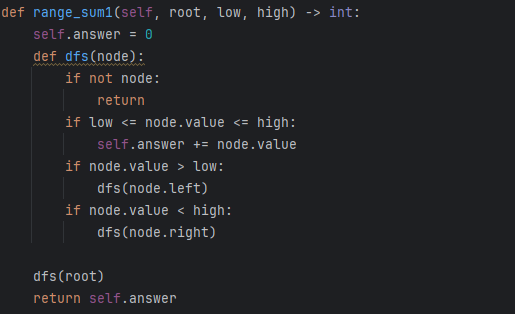 def range_sum1(self, root, low, high) -> int:
    self.answer = 0
    def dfs(node):
        if not node:
            return
        if low <= node.value <= high:
            self.answer += node.value
        if node.value > low:
            dfs(node.left)
        if node.value < high:
            dfs(node.right)

    dfs(root)
    return self.answer